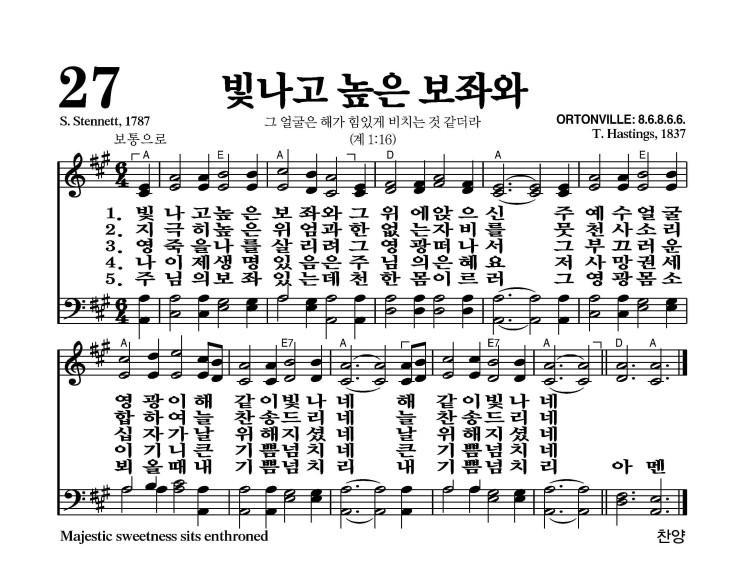 27 빛나고 높은 보좌와
S. Stennett, 1787 그 얼굴은 해가 힘있게 비치는 것 같더라 ORTONVILLE: 8.6.8.6.6.
보통으로 (계 1:16) T. Hastings, 1837
A E A A D A E
6/4
1. 빛 나 고높 은 보 좌와 그 위 에앉 으 신 주 예 수얼 굴
2. 지 극 히높 은 위 엄과 한 없 는자 비 를 뭇 천 사소 리
3. 영 죽 을나 를 살 리려 그 영 광떠 나 서 그 부 끄러 운
4. 나 이 제생 명 있 음은 주 님 의은 혜 요 저 사 망권 세
5. 주 님 의보 좌 있 는데 천 한 몸이 르 러 그 영 광몸 소
6/4
A E7 A E7 A D A
영 광이 해 같 이빛 나 네 해 같 이빛 나 네
합 하여 늘 찬 송드 리 네 늘 찬 송드 리 네
십 자가 날 위 해지 셨 네 날 위 해지 셨 네
이 기니 큰 기 쁨넘 치 네 큰 기 쁨넘 치 네
뵈 올때 내 기 쁨넘 치 리 내 기 쁨넘 치 리 아 멘
Majestic sweetness sits enthroned 찬양